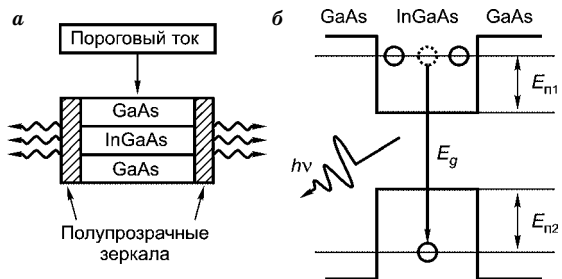 а
Пороговый ток
GaAs
InGaAs
GaAs
Полупрозрачные
зеркала
б
GaAs InGaAs GaAs
Eп1
hν
Eg
Eп2